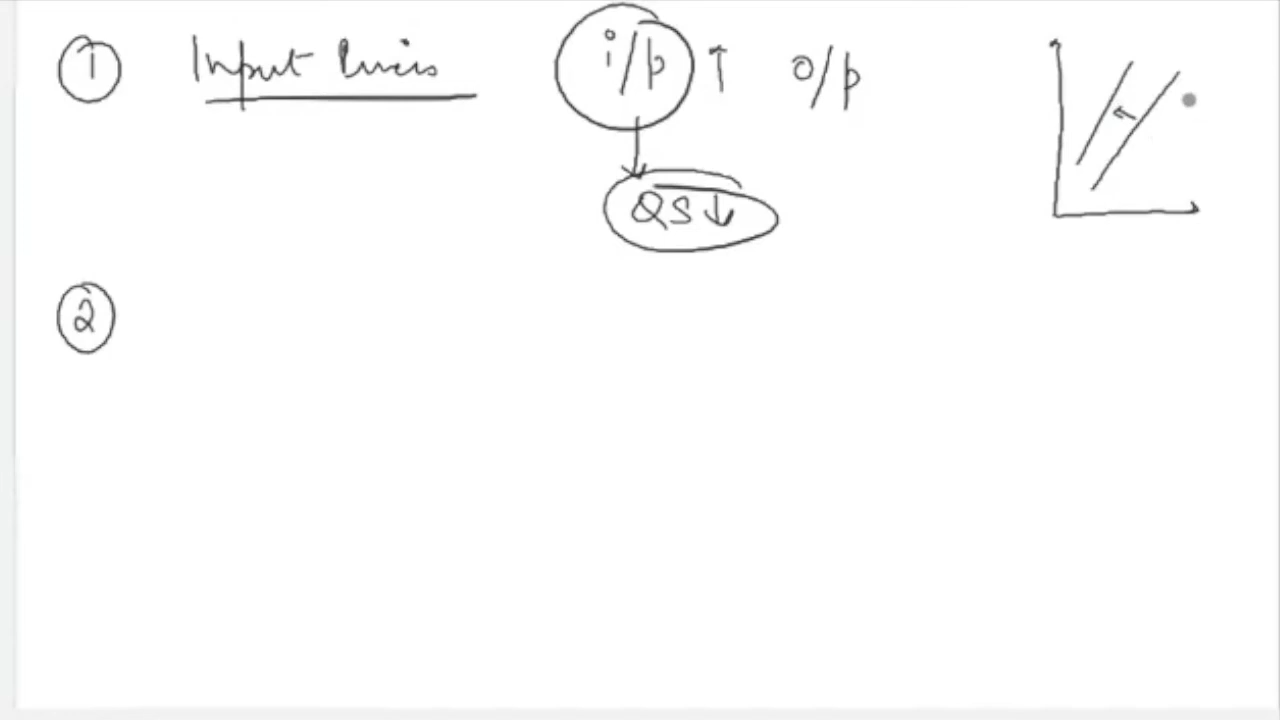 ① Input Prices i/p ↑ o/p
QS ↓
②